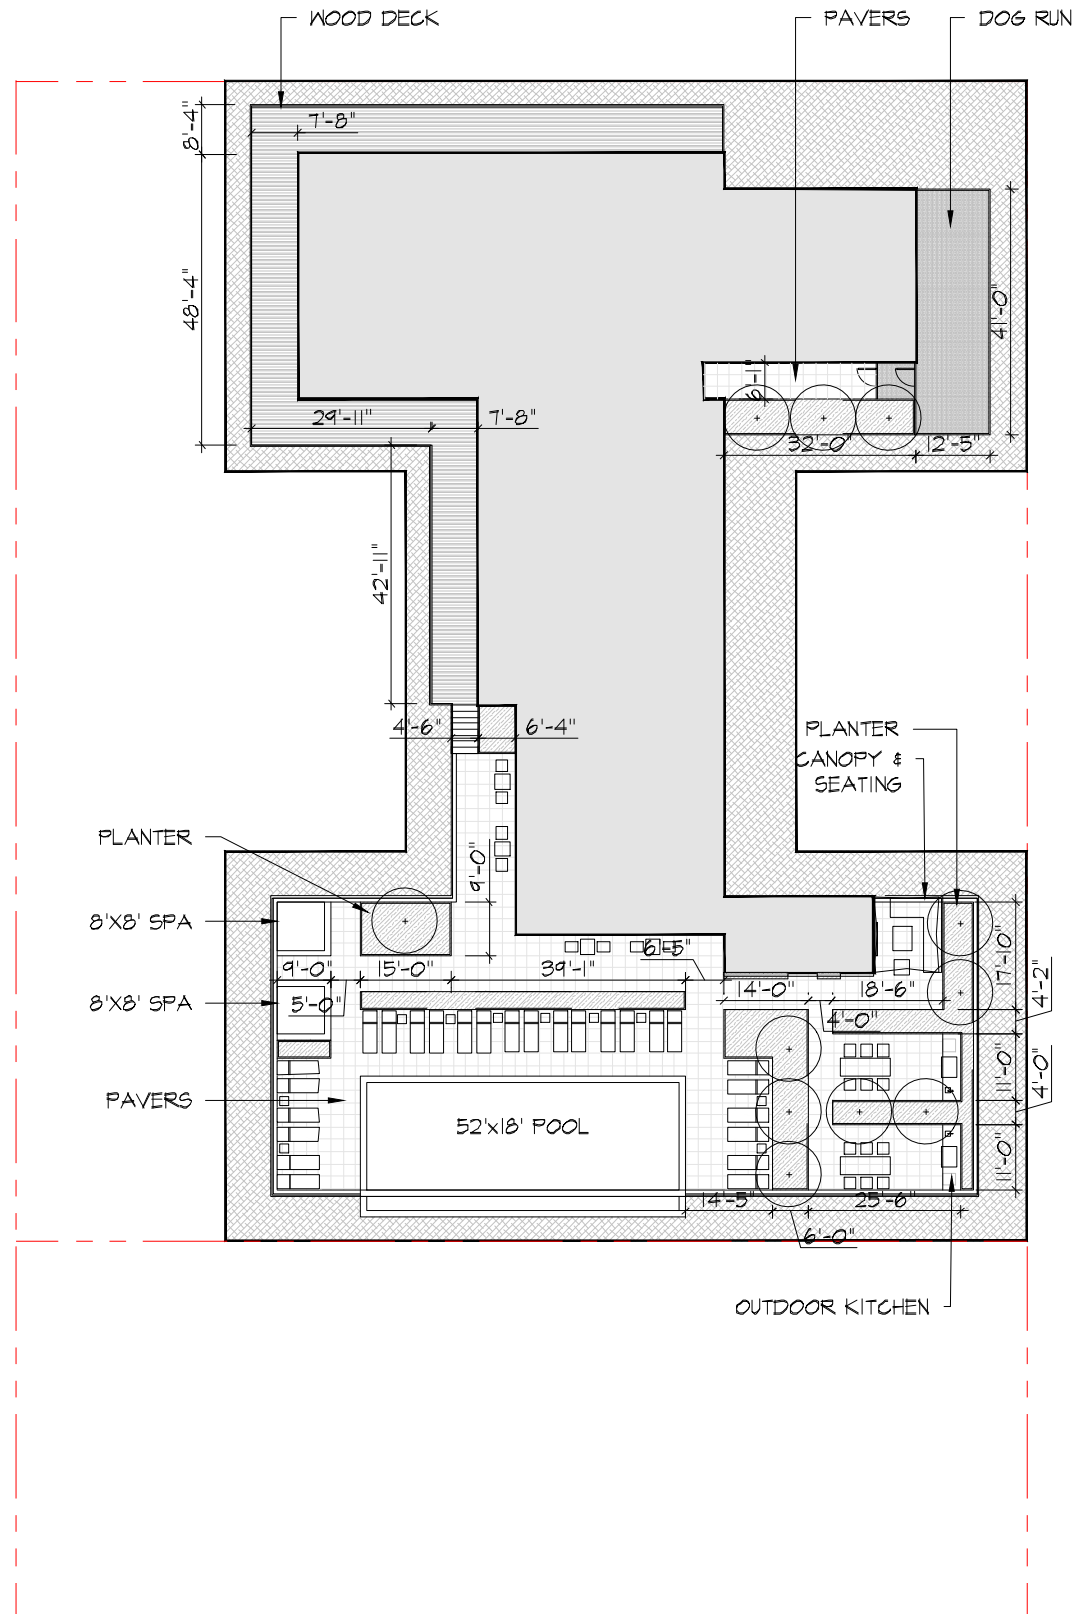 WOOD DECK
PAVERS
DOG RUN
8'-4"
7'-8"
48'-4"
41'-0"
6'-1"
29'-11"
7'-8"
32'-0"
12'-5"
42'-11"
4'-6"
6'-4"
PLANTER
CANOPY &
SEATING
PLANTER
9'-0"
8'X8' SPA
6'-5"
17'-10"
9'-0"
15'-0"
39'-1"
14'-0"
18'-6"
4'-2"
8'X8' SPA
5'-0"
4'-0"
11'-0"
4'-0"
PAVERS
52'x18' POOL
11'-0"
14'-5"
25'-6"
6'-0"
OUTDOOR KITCHEN